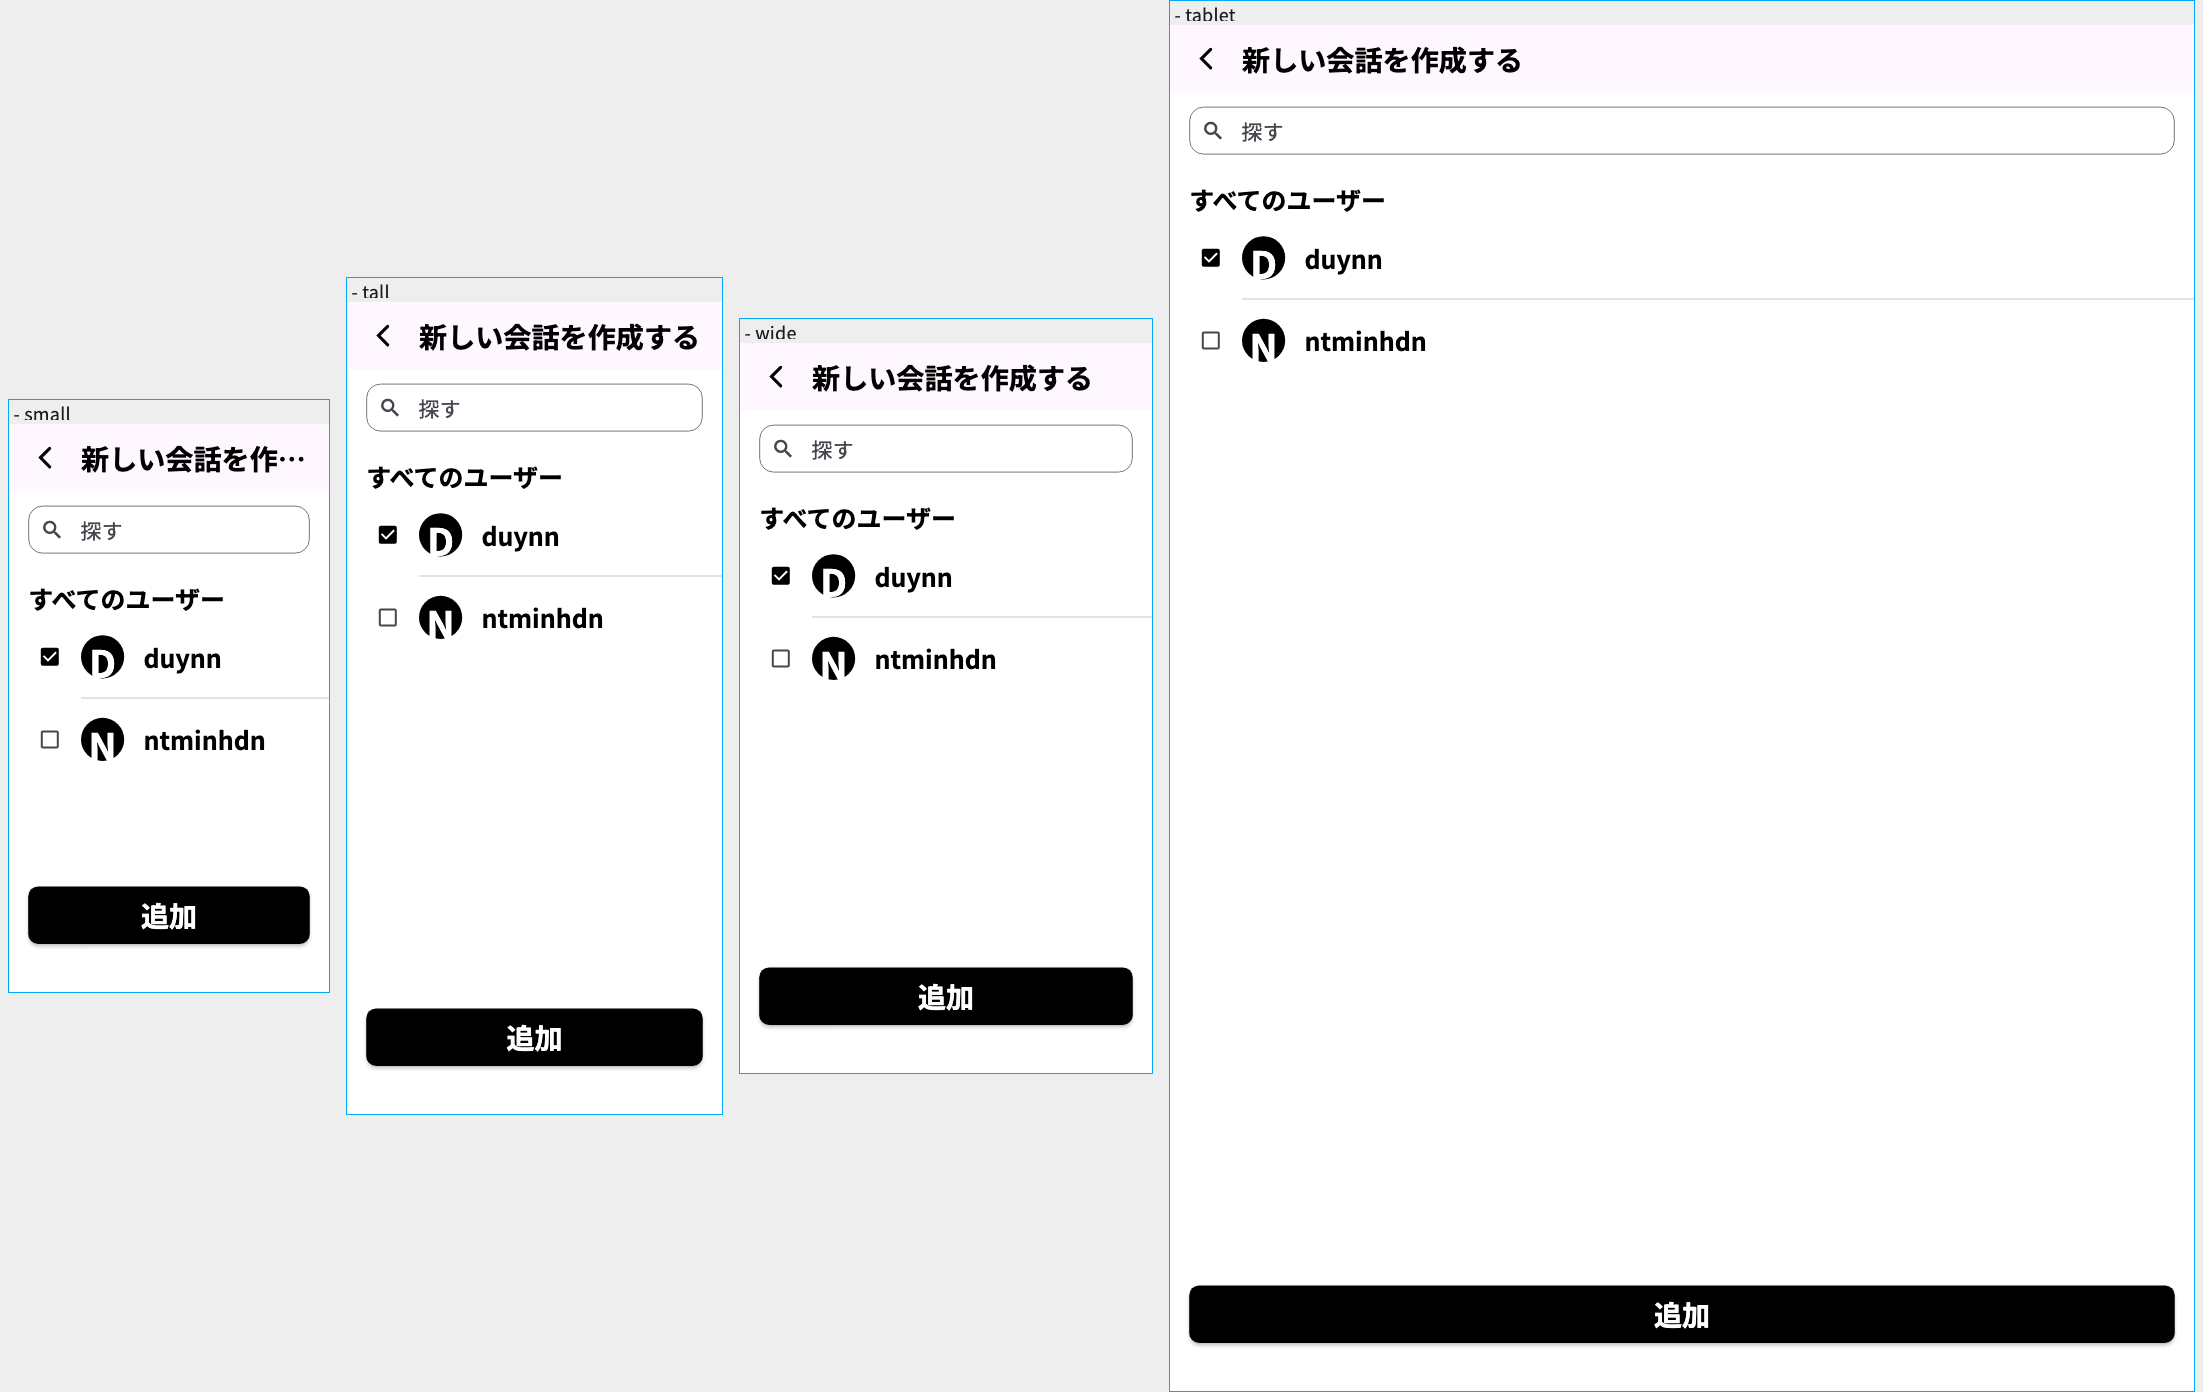 - small
新しい会話を作…
探す
すべてのユーザー
D duynn
N ntminhdn
追加
- tall
新しい会話を作成する
探す
すべてのユーザー
D duynn
N ntminhdn
追加
- wide
新しい会話を作成する
探す
すべてのユーザー
D duynn
N ntminhdn
追加
- tablet
新しい会話を作成する
探す
すべてのユーザー
D duynn
N ntminhdn
追加